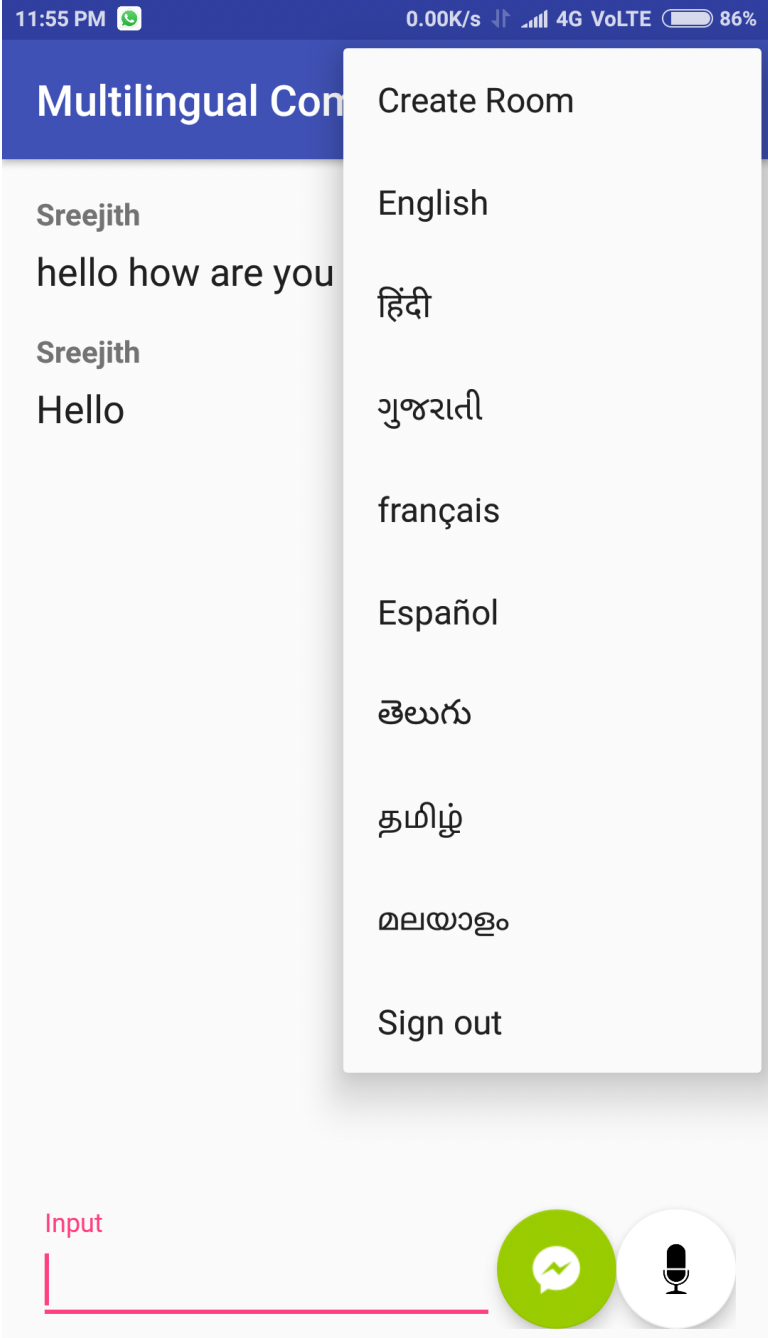 11:55 PM 0.00K/s 4G VoLTE 86%
Multilingual
Create Room
Sreejith
hello how are you
Sreejith
Hello
English
हिंदी
ગુજરાતી
français
Español
తెలుగు
தமிழ்
മലയാളം
Sign out
Input